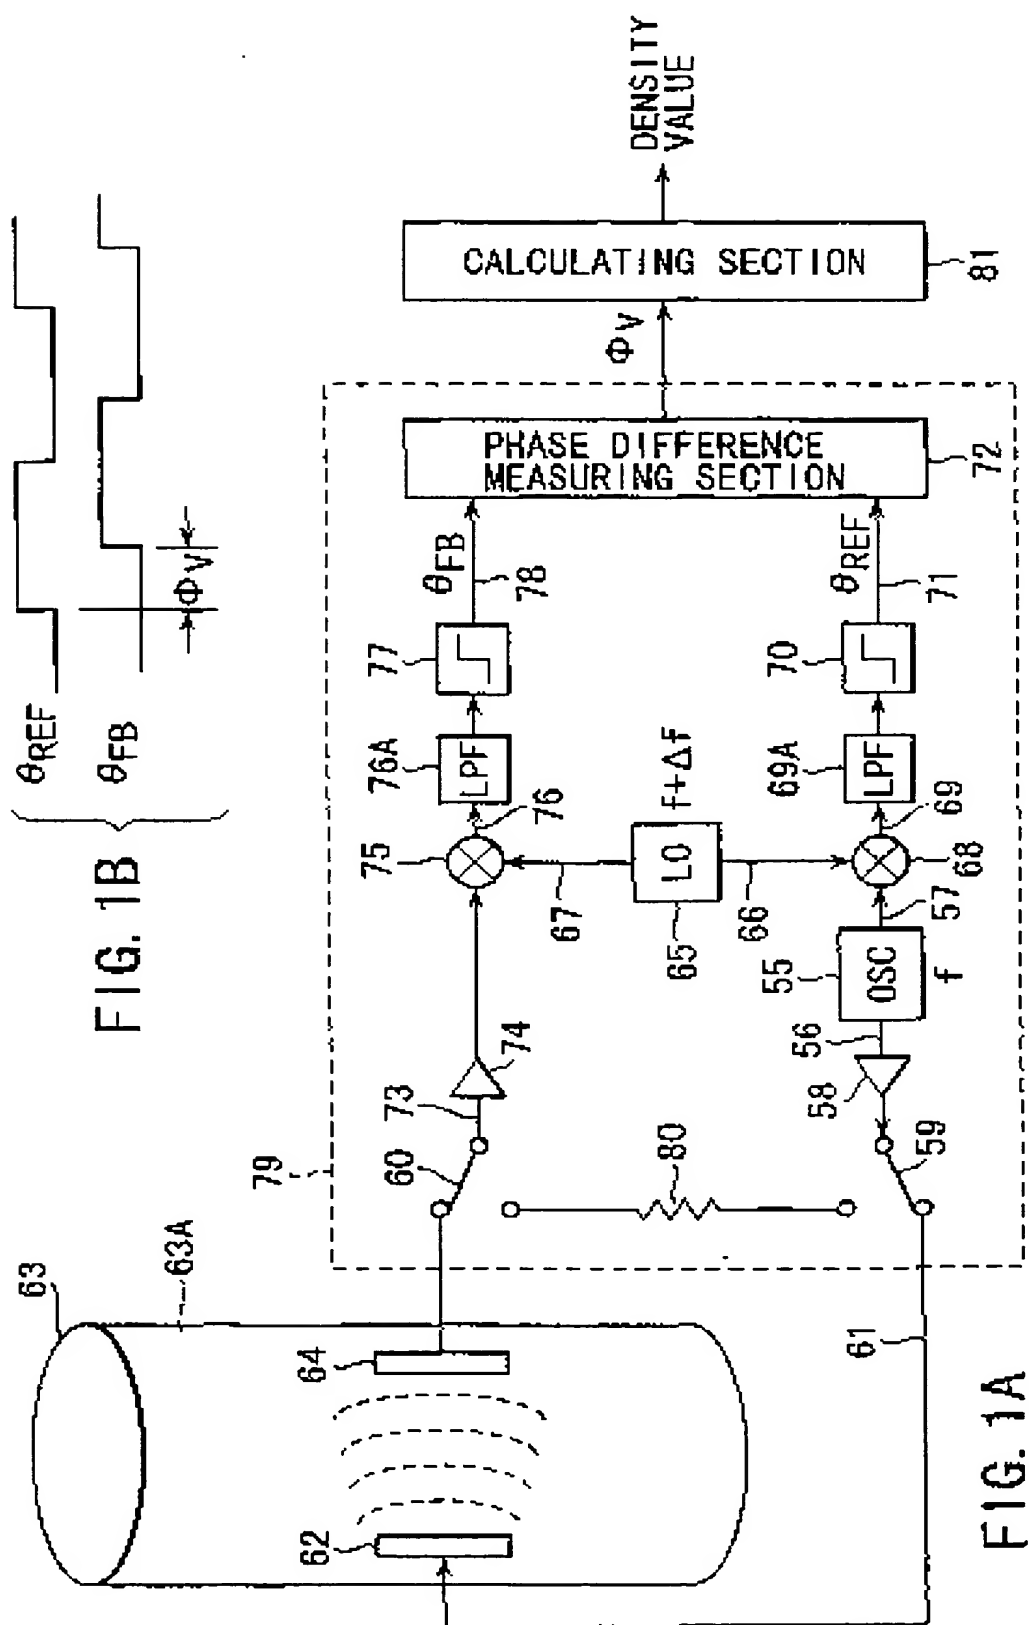 FIG. 1B
θREF
θFB
ΦV
FIG. 1A
63
63A
62
64
61
79
60
73
74
75
67
76
76A
LPF
77
θFB
78
80
65
LO
f+Δf
66
59
58
56
55
OSC
f
57
68
69
69A
LPF
70
θREF
71
PHASE DIFFERENCE
MEASURING SECTION
72
ΦV
CALCULATING SECTION
81
DENSITY
VALUE